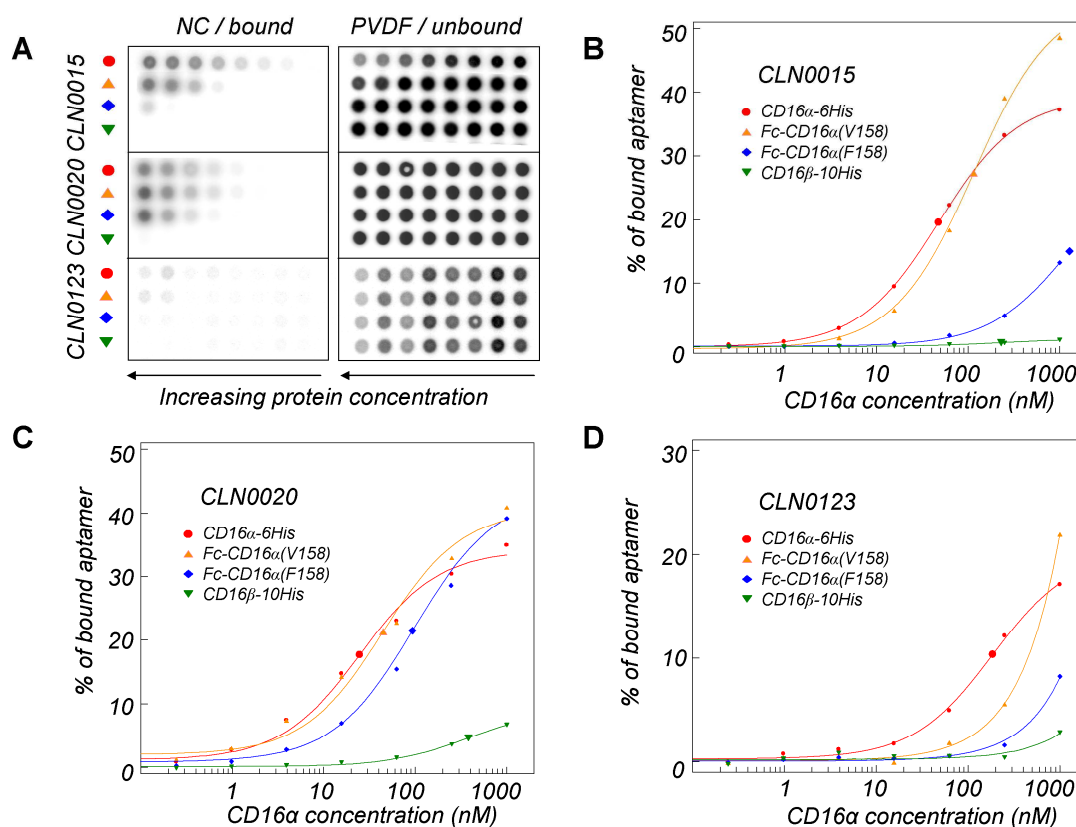 A
NC / bound
PVDF / unbound
CLN0015
CLN0020
CLN0123
Increasing protein concentration
B
% of bound aptamer
50
40
30
20
10
0
CLN0015
CD16α-6His
Fc-CD16α(V158)
Fc-CD16α(F158)
CD16β-10His
1
10
100
1000
CD16α concentration (nM)
C
% of bound aptamer
50
40
30
20
10
0
CLN0020
CD16α-6His
Fc-CD16α(V158)
Fc-CD16α(F158)
CD16β-10His
1
10
100
1000
CD16α concentration (nM)
D
% of bound aptamer
30
20
10
0
CLN0123
CD16α-6His
Fc-CD16α(V158)
Fc-CD16α(F158)
CD16β-10His
1
10
100
1000
CD16α concentration (nM)